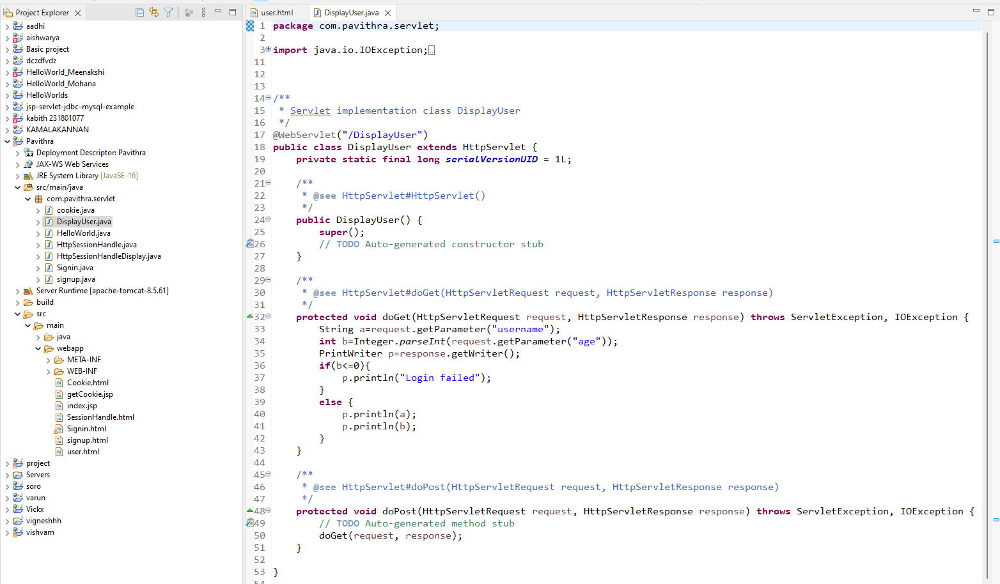 Project Explorer
aadhi
aishwarya
Basic project
dczdfvdz
HelloWorld_Meenakshi
HelloWorld_Mohana
HelloWorlds
jsp-servlet-jdbc-mysql-example
kabith 231801077
KAMALAKANNAN
Pavithra
Deployment Descriptor: Pavithra
JAX-WS Web Services
JRE System Library [JavaSE-16]
src/main/java
com.pavithra.servlet
cookie.java
DisplayUser.java
HelloWorld.java
HttpSessionHandle.java
HttpSessionHandleDisplay.java
Signin.java
signup.java
Server Runtime [apache-tomcat-8.5.61]
build
src
main
java
webapp
META-INF
WEB-INF
Cookie.html
getCookie.jsp
index.jsp
SessionHandle.html
Signin.html
signup.html
user.html
project
Servers
soro
varun
Vickx
vigneshhh
vishvam
user.html DisplayUser.java
1 package com.pavithra.servlet;
2
3 import java.io.IOException;
11
12
13
14 /**
15 * Servlet implementation class DisplayUser
16 */
17 @WebServlet("/DisplayUser")
18 public class DisplayUser extends HttpServlet {
19 private static final long serialVersionUID = 1L;
20
21 /**
22 * @see HttpServlet#HttpServlet()
23 */
24 public DisplayUser() {
25 super();
26 // TODO Auto-generated constructor stub
27 }
28
29 /**
30 * @see HttpServlet#doGet(HttpServletRequest request, HttpServletResponse response)
31 */
32 protected void doGet(HttpServletRequest request, HttpServletResponse response) throws ServletException, IOException {
33 String a=request.getParameter("username");
34 int b=Integer.parseInt(request.getParameter("age"));
35 PrintWriter p=response.getWriter();
36 if(b<=0){
37 p.println("Login failed");
38 }
39 else {
40 p.println(a);
41 p.println(b);
42 }
43 }
44
45 /**
46 * @see HttpServlet#doPost(HttpServletRequest request, HttpServletResponse response)
47 */
48 protected void doPost(HttpServletRequest request, HttpServletResponse response) throws ServletException, IOException {
49 // TODO Auto-generated method stub
50 doGet(request, response);
51 }
52
53 }
54